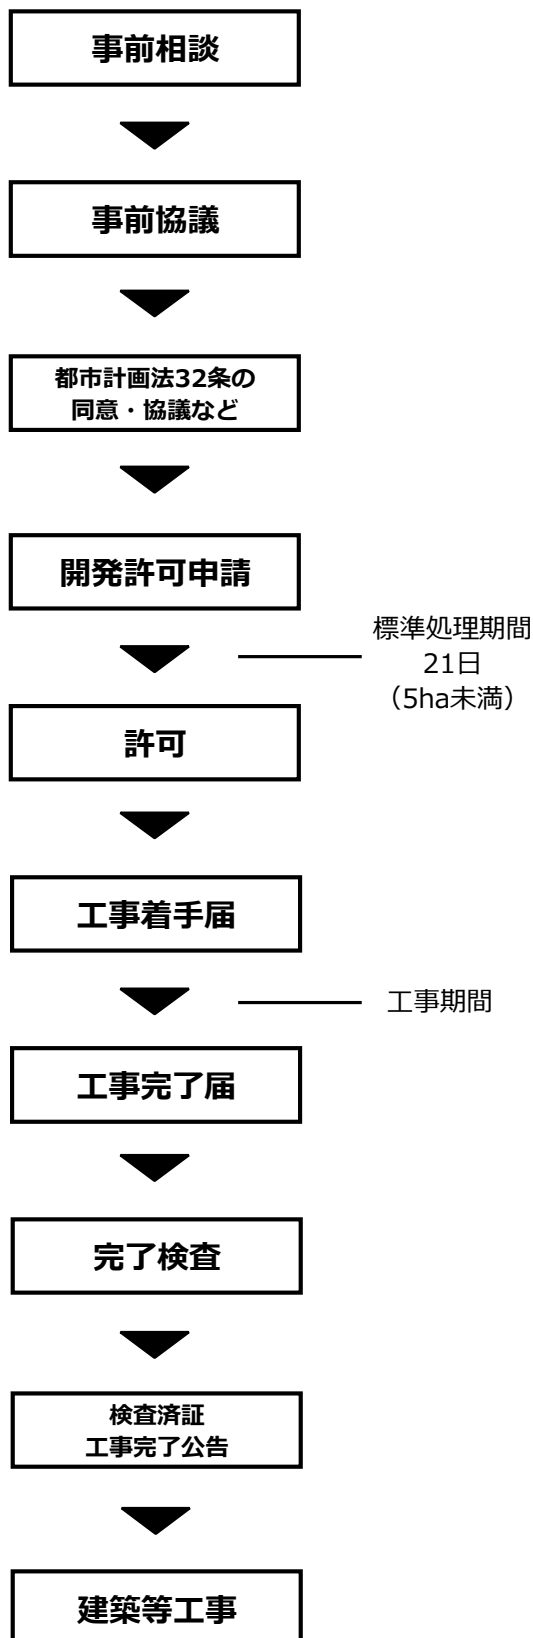 事前相談
事前協議
都市計画法32条の
同意・協議など
開発許可申請
標準処理期間
21日
（5ha未満）
許可
工事着手届
工事期間
工事完了届
完了検査
検査済証
工事完了公告
建築等工事